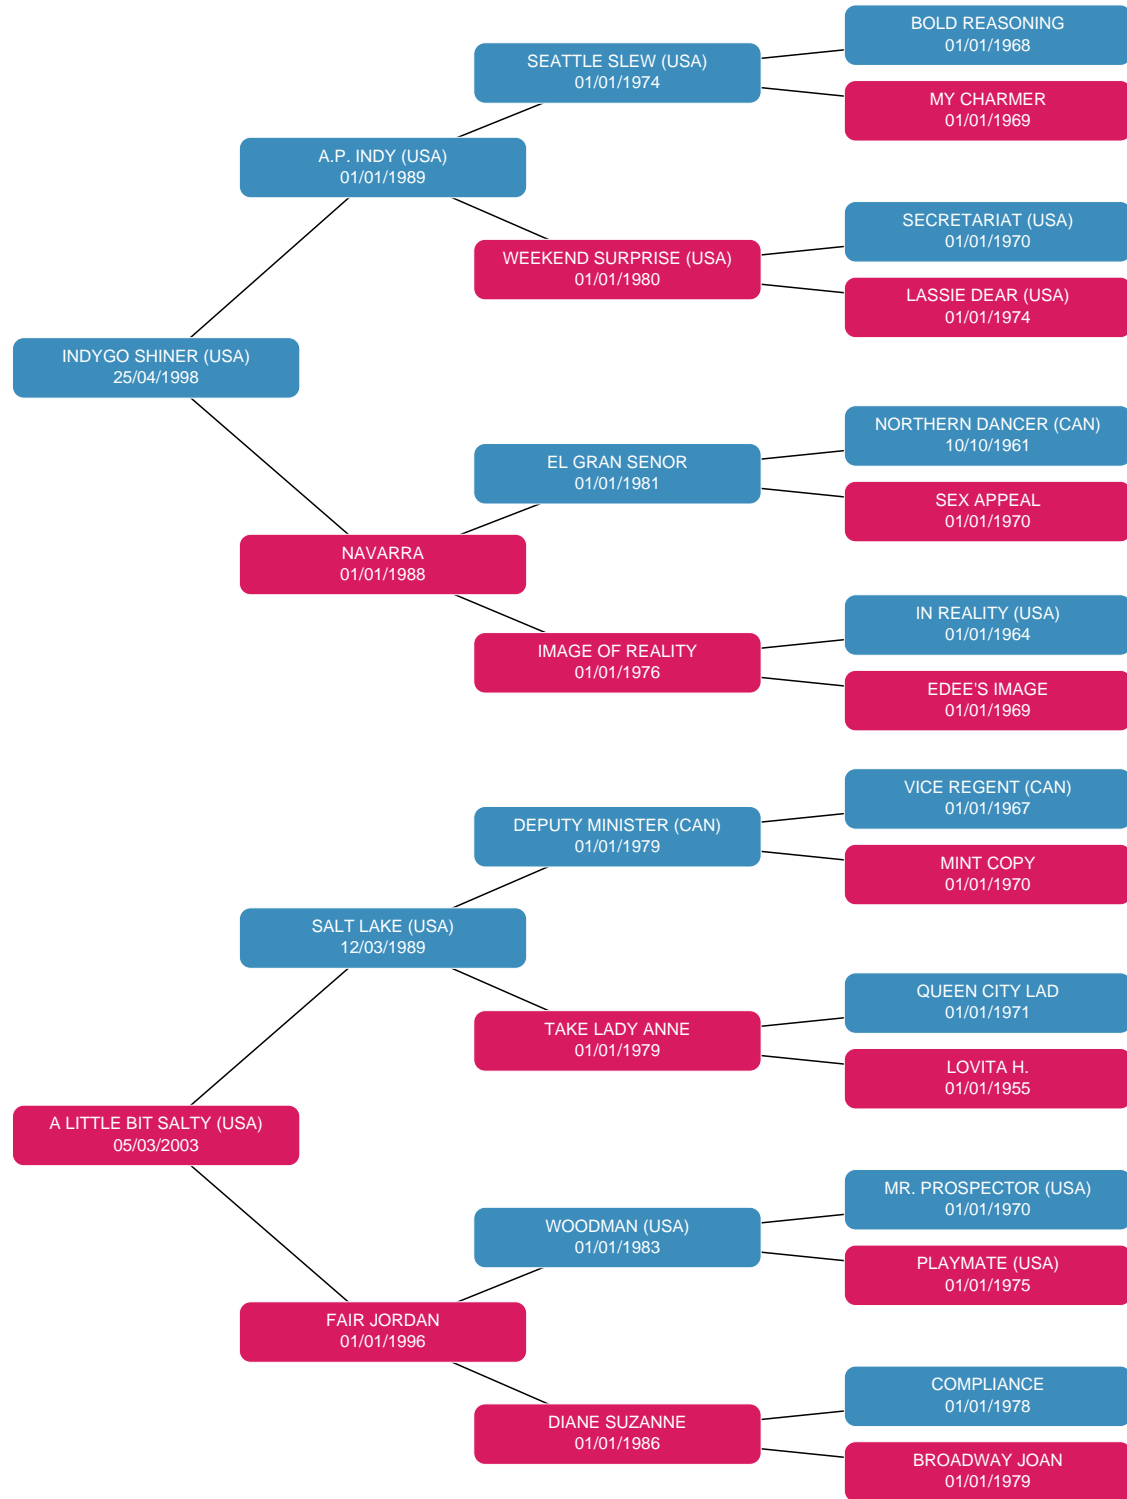 BOLD REASONING
01/01/1968
SEATTLE SLEW (USA)
01/01/1974
MY CHARMER
01/01/1969
A.P. INDY (USA)
01/01/1989
SECRETARIAT (USA)
01/01/1970
WEEKEND SURPRISE (USA)
01/01/1980
LASSIE DEAR (USA)
01/01/1974
INDYGO SHINER (USA)
25/04/1998
NORTHERN DANCER (CAN)
10/10/1961
EL GRAN SENOR
01/01/1981
SEX APPEAL
01/01/1970
NAVARRA
01/01/1988
IN REALITY (USA)
01/01/1964
IMAGE OF REALITY
01/01/1976
EDEE'S IMAGE
01/01/1969
VICE REGENT (CAN)
01/01/1967
DEPUTY MINISTER (CAN)
01/01/1979
MINT COPY
01/01/1970
SALT LAKE (USA)
12/03/1989
QUEEN CITY LAD
01/01/1971
TAKE LADY ANNE
01/01/1979
LOVITA H.
01/01/1955
A LITTLE BIT SALTY (USA)
05/03/2003
MR. PROSPECTOR (USA)
01/01/1970
WOODMAN (USA)
01/01/1983
PLAYMATE (USA)
01/01/1975
FAIR JORDAN
01/01/1996
COMPLIANCE
01/01/1978
DIANE SUZANNE
01/01/1986
BROADWAY JOAN
01/01/1979